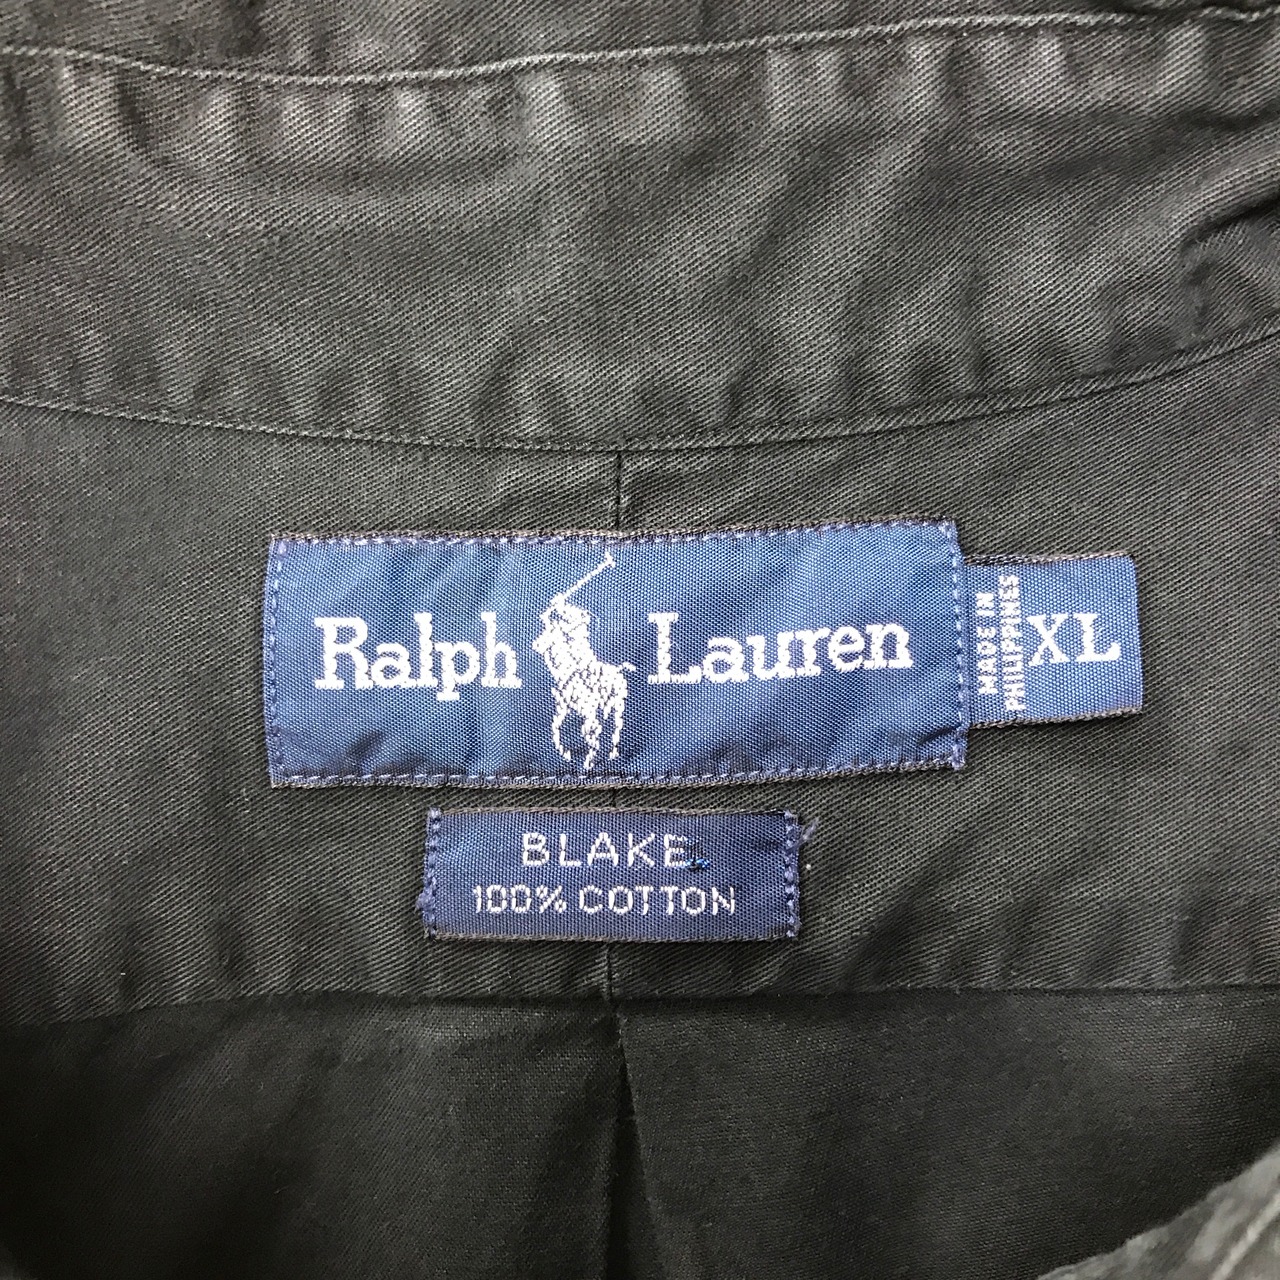 Ralph Lauren
MADE IN
PHILIPPINES
XL
BLAKE
100% COTTON